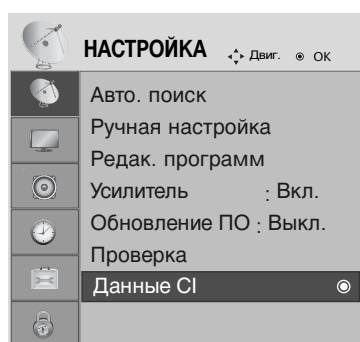 НАСТРОЙКА Двиг. OK
Авто. поиск
Ручная настройка
Редак. программ
Усилитель : Вкл.
Обновление ПО : Выкл.
Проверка
Данные CI